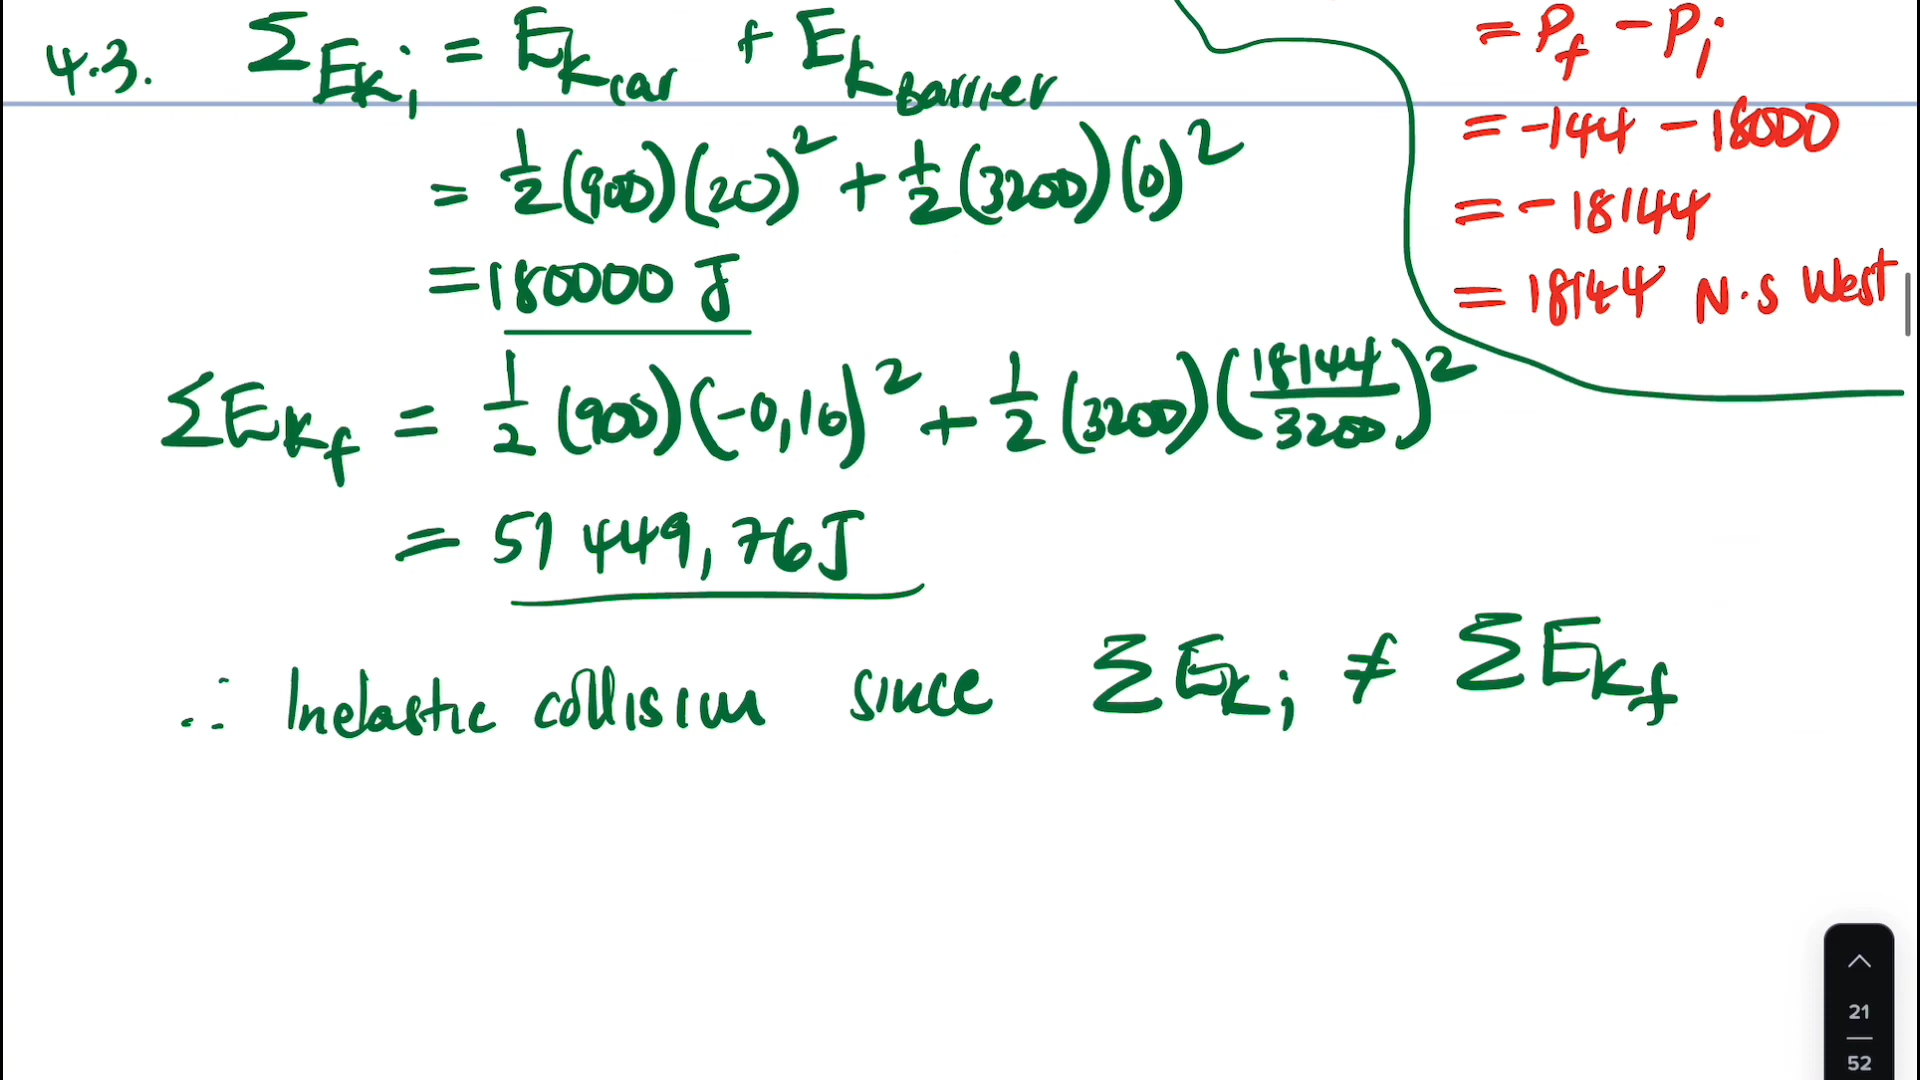 4.3. ΣEki = Ekcar + EkBarrier
= 1/2(900)(20)² + 1/2(3200)(0)²
= 180000 J
ΣEkf = 1/2(900)(-0,16)² + 1/2(3200)(18144/3200)²
= 51 449,76J
∴ Inelastic collision since ΣEki ≠ ΣEkf
= Pf - Pi
= -144 - 18000
= -18144
= 18144 N·s West
21
52